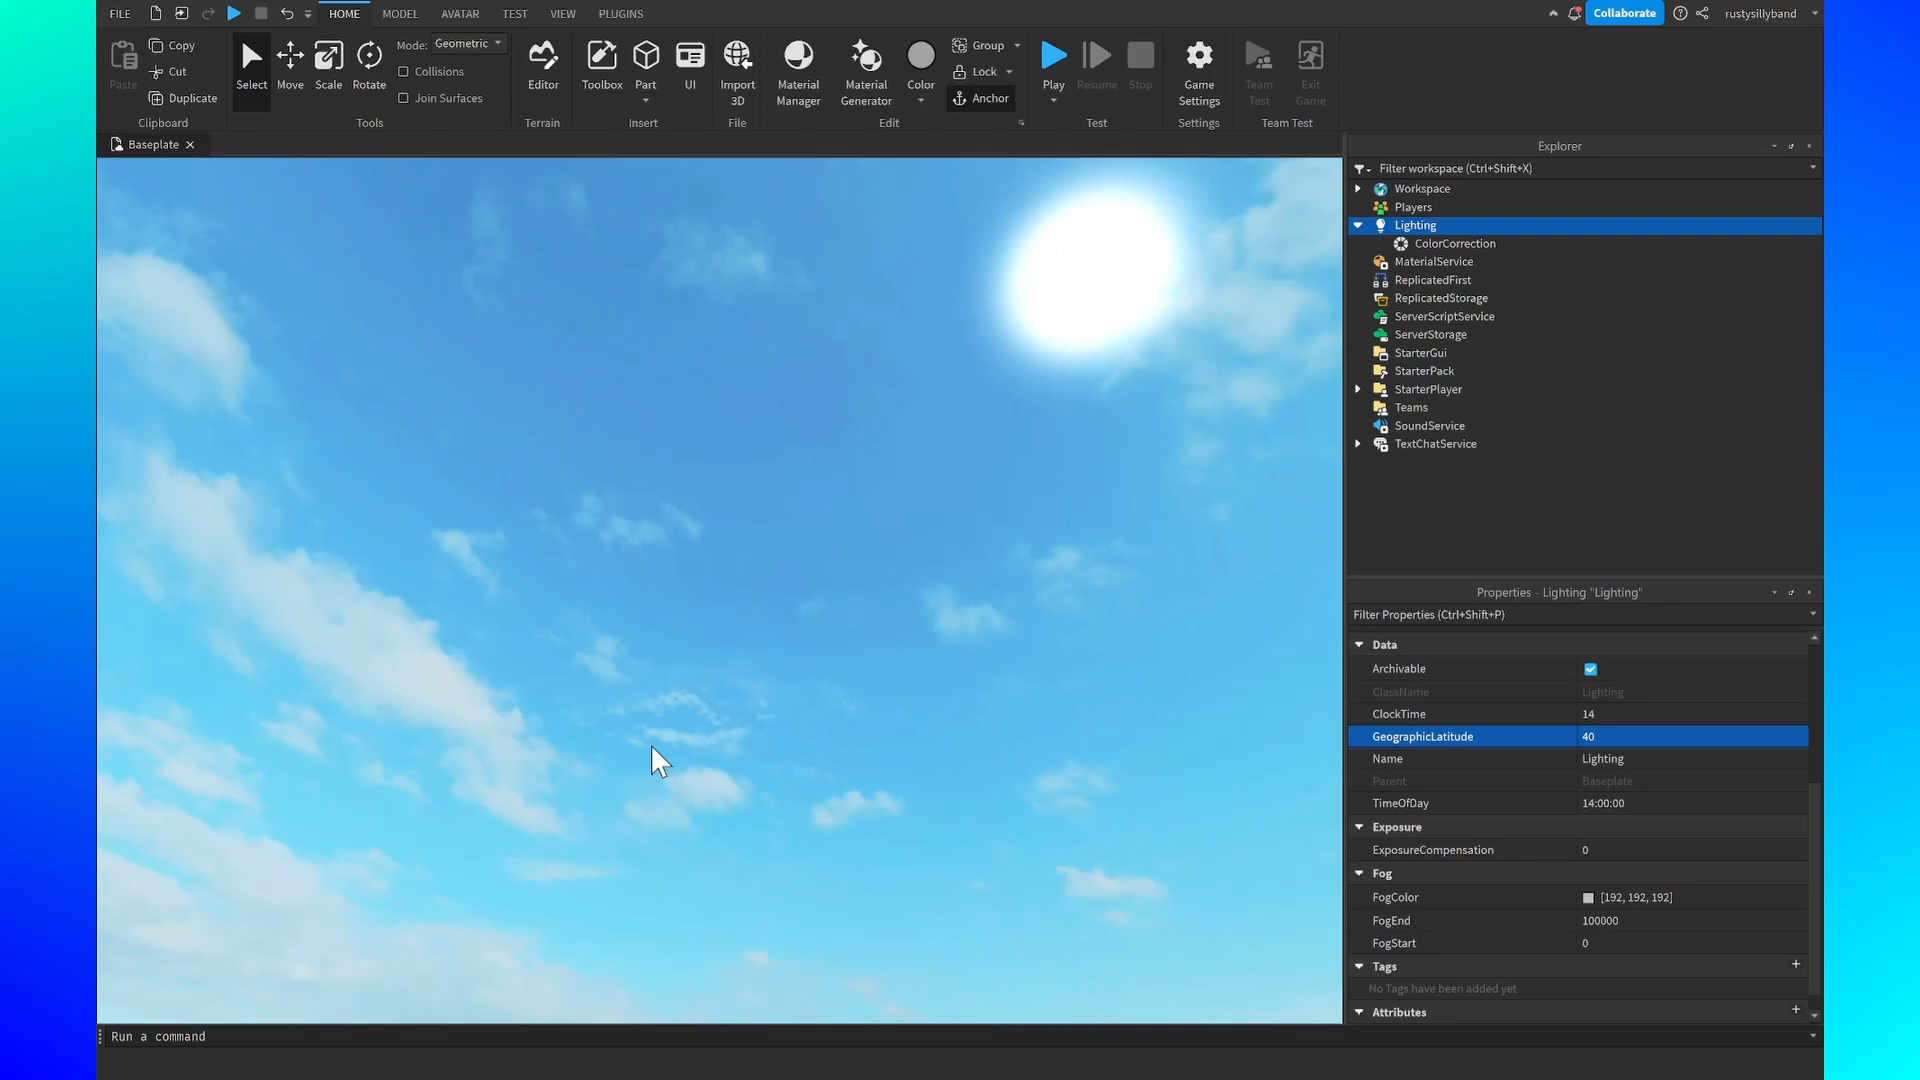 FILE HOME MODEL AVATAR TEST VIEW PLUGINS Collaborate rustysillyband
Copy
Cut
Duplicate
Paste
Clipboard
Select Move Scale Rotate
Mode: Geometric
Collisions
Join Surfaces
Tools
Editor
Terrain
Toolbox Part UI
Insert
Import
3D
File
Material
Manager
Material
Generator
Color
Group
Lock
Anchor
Edit
Play Resume Stop
Test
Game
Settings
Settings
Team
Test
Exit
Game
Team Test
Baseplate
Explorer
Filter workspace (Ctrl+Shift+X)
Workspace
Players
Lighting
ColorCorrection
MaterialService
ReplicatedFirst
ReplicatedStorage
ServerScriptService
ServerStorage
StarterGui
StarterPack
StarterPlayer
Teams
SoundService
TextChatService
Properties - Lighting "Lighting"
Filter Properties (Ctrl+Shift+P)
Data
Archivable
ClassName Lighting
ClockTime 14
GeographicLatitude 40
Name Lighting
Parent Baseplate
TimeOfDay 14:00:00
Exposure
ExposureCompensation 0
Fog
FogColor [192, 192, 192]
FogEnd 100000
FogStart 0
Tags +
No Tags have been added yet
Attributes +
Run a command